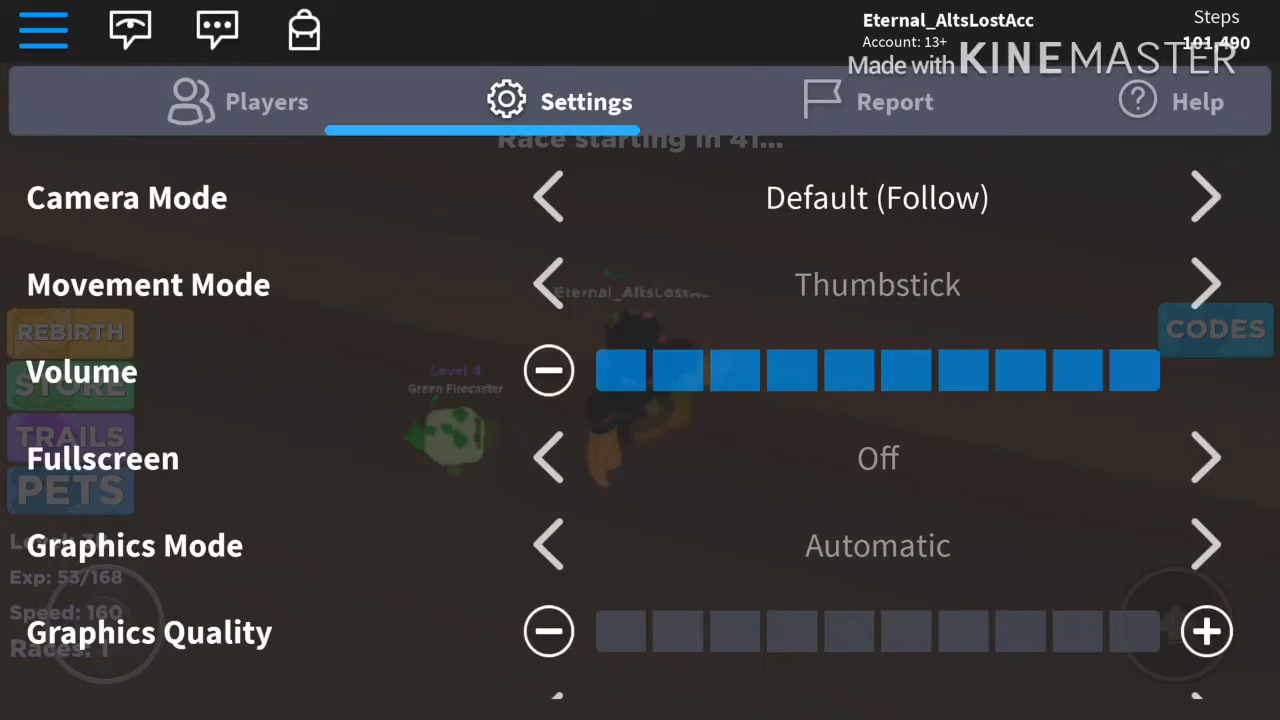 Eternal_AltsLostAcc
Account: 13+
Steps
101,490
Made with KINEMASTER
Players
Settings
Report
Help
Race starting in 41...
Camera Mode
Default (Follow)
Movement Mode
Thumbstick
Eternal_AltsLostA
REBIRTH
CODES
Volume
STORE
Level 4
Green Firecaster
TRAILS
Fullscreen
Off
PETS
Graphics Mode
Automatic
Exp: 53/168
Speed: 160
Graphics Quality
Races: 1